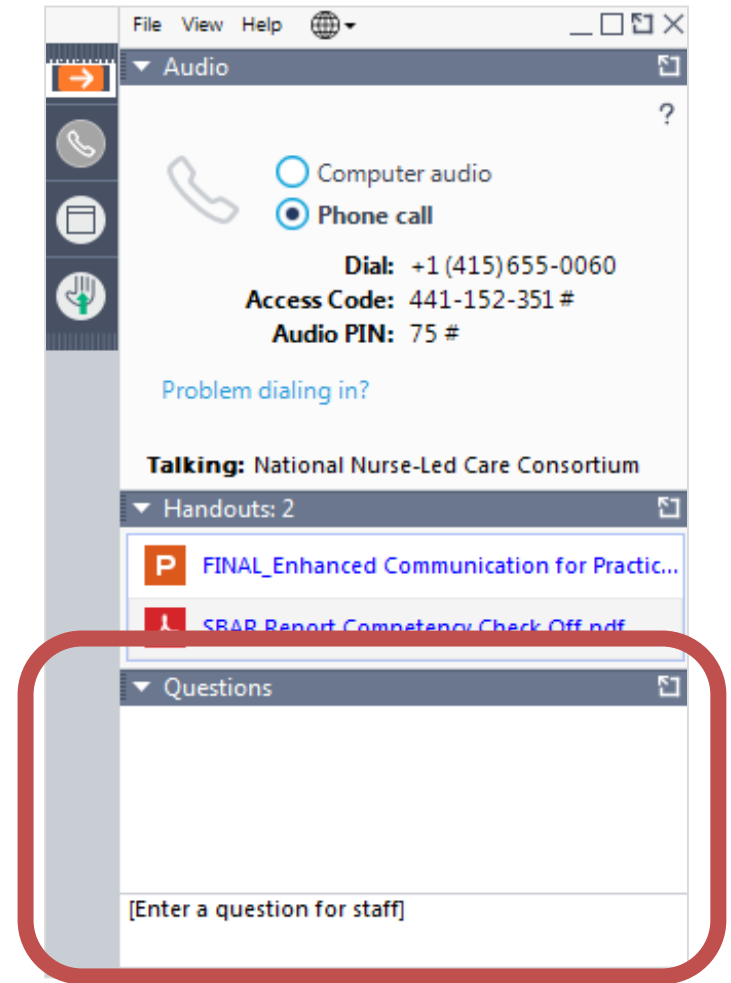 File View Help
Audio
?
Computer audio
Phone call
Dial: +1 (415) 655-0060
Access Code: 441-152-351 #
Audio PIN: 75 #
Problem dialing in?
Talking: National Nurse-Led Care Consortium
Handouts: 2
P FINAL_Enhanced Communication for Practic...
SBAR Report Competency Check Off.pdf
Questions
[Enter a question for staff]